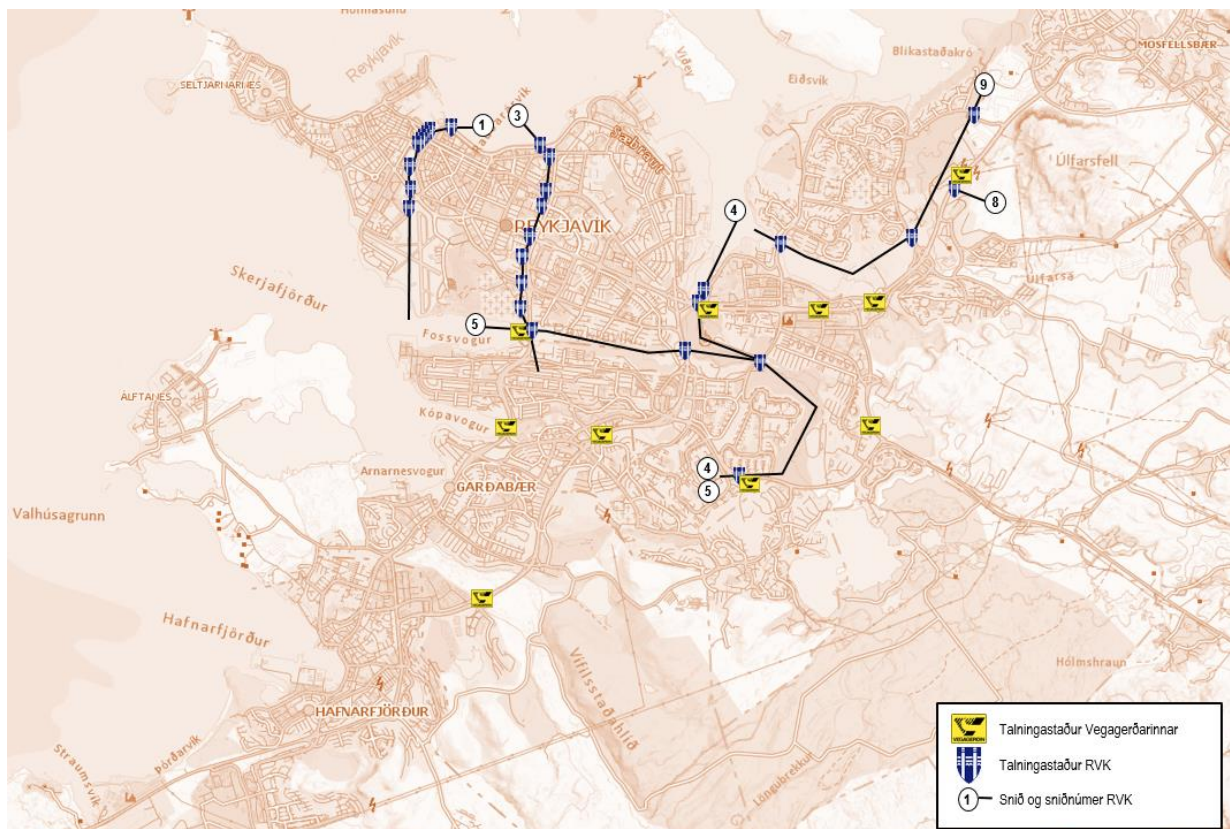 Hólmasund
Reykjavík
SELTJARNARNES
Viðey
Eiðsvík
Blikastaðakró
MOSFELLSBÆR
9
1
3
Úlfarsfell
8
4
REYKJAVÍK
Úlfarsá
Skerjafjörður
5
Fossvogur
ÁLFTANES
Kópavogur
Arnarnesvogur
4
5
GARÐABÆR
Valhúsagrunn
Hafnarfjörður
Vífilsstaðahlíð
Hólmshraun
HAFNARFJÖRÐUR
Þórðarvík
Straumsvík
Löngubrekkur
VEGAGERÐIN
Talningastaður Vegagerðarinnar
Talningastaður RVK
1
Snið og sniðnúmer RVK